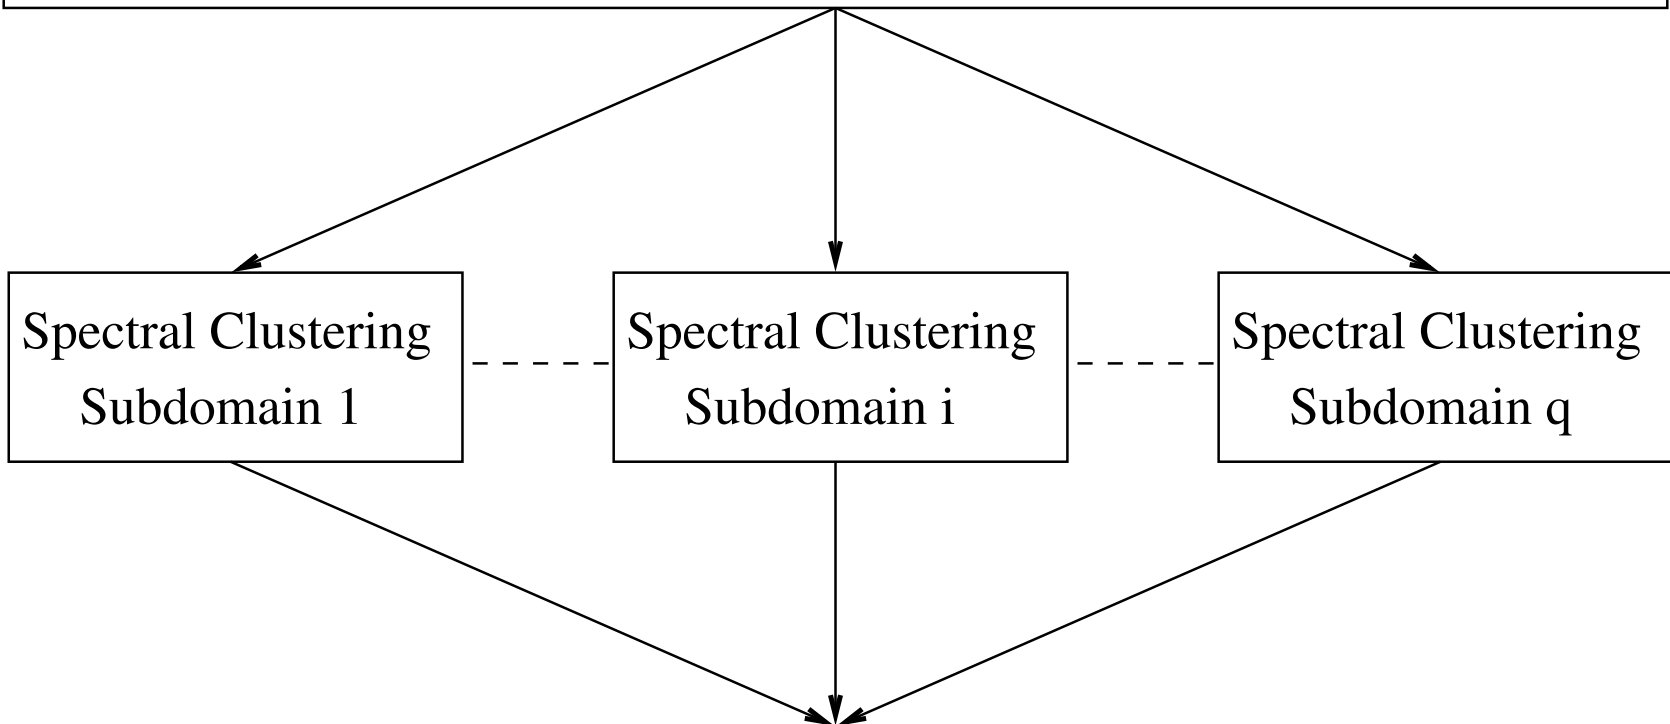 Spectral Clustering
Subdomain 1
Spectral Clustering
Subdomain i
Spectral Clustering
Subdomain q